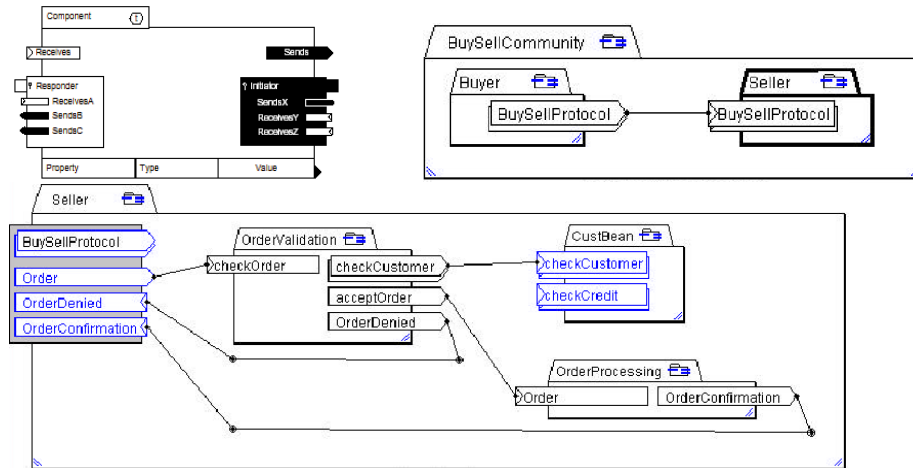 Component t
Receives
Sends
Responder
ReceivesA
SendsB
SendsC
Initiator
SendsX
ReceivesY
ReceivesZ
Property Type Value
BuySellCommunity
Buyer
BuySellProtocol
Seller
BuySellProtocol
Seller
BuySellProtocol
Order
OrderDenied
OrderConfirmation
OrderValidation
checkOrder
checkCustomer
acceptOrder
OrderDenied
CustBean
checkCustomer
checkCredit
OrderProcessing
Order
OrderConfirmation